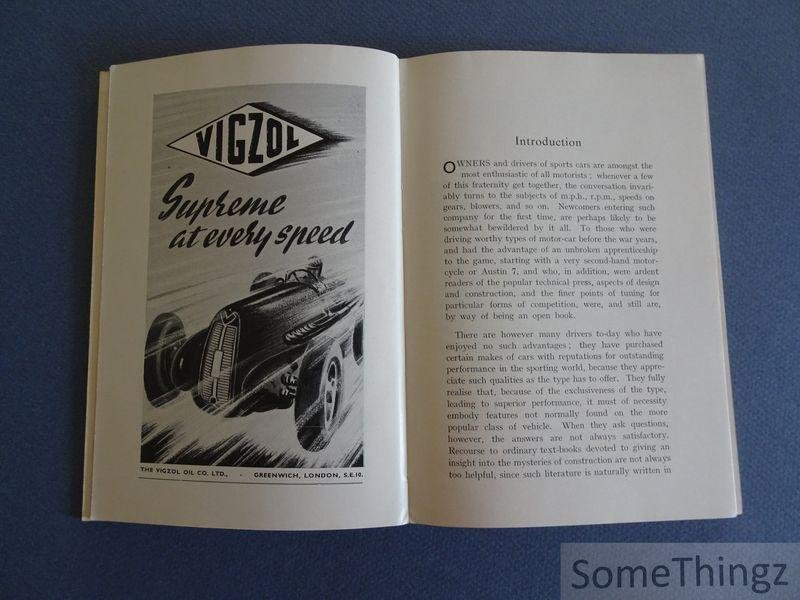 VIGZOL
Supreme
at every speed
THE VIGZOL OIL CO. LTD., - GREENWICH, LONDON, S.E.10.
Introduction
OWNERS and drivers of sports cars are amongst the
most enthusiastic of all motorists ; whenever a few
of this fraternity get together, the conversation invari-
ably turns to the subjects of m.p.h., r.p.m., speeds on
gears, blowers, and so on. Newcomers entering such
company for the first time, are perhaps likely to be
somewhat bewildered by it all. To those who were
driving worthy types of motor-car before the war years,
and had the advantage of an unbroken apprenticeship
to the game, starting with a very second-hand motor-
cycle or Austin 7, and who, in addition, were ardent
readers of the popular technical press, aspects of design
and construction, and the finer points of tuning for
particular forms of competition, were, and still are,
by way of being an open book.
There are however many drivers to-day who have
enjoyed no such advantages ; they have purchased
certain makes of cars with reputations for outstanding
performance in the sporting world, because they appre-
ciate such qualities as the type has to offer. They fully
realise that, because of the exclusiveness of the type,
leading to superior performance, it must of necessity
embody features not normally found on the more
popular class of vehicle. When they ask questions,
however, the answers are not always satisfactory.
Recourse to ordinary text-books devoted to giving an
insight into the mysteries of construction are not always
too helpful, since such literature is naturally written in
SomeThingz